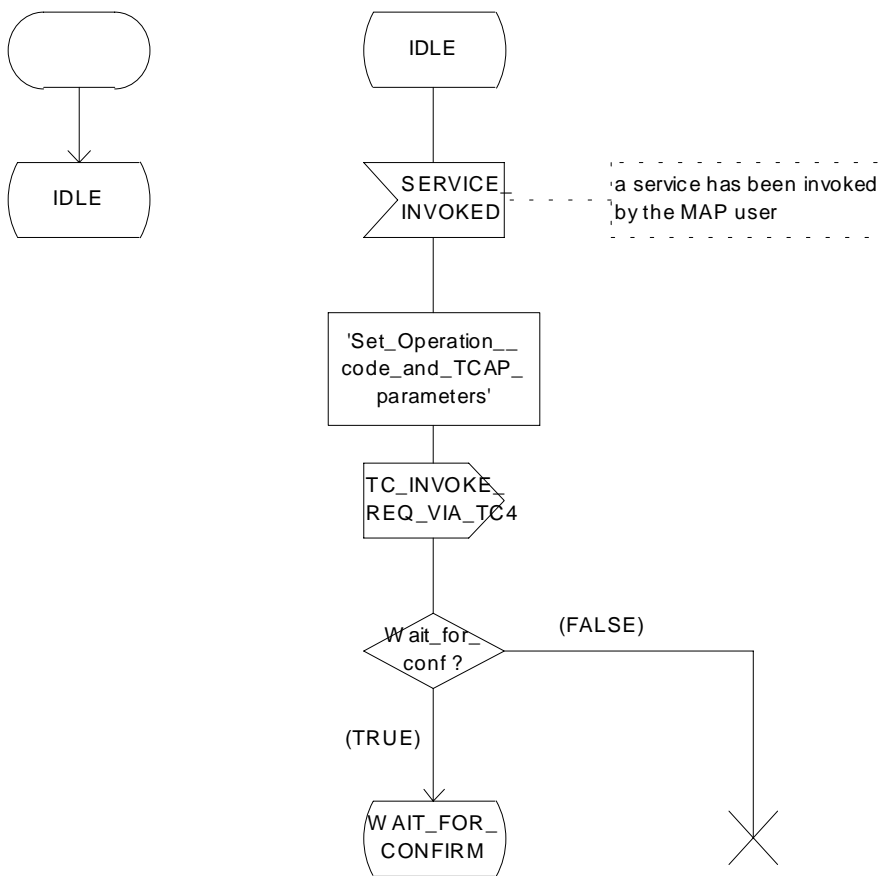 IDLE
IDLE
SERVICE_
INVOKED
a service has been invoked
by the MAP user
'Set_Operation__
code_and_TCAP_
parameters'
TC_INVOKE_
REQ_VIA_TC4
Wait_for_
conf ?
(FALSE)
(TRUE)
WAIT_FOR_
CONFIRM